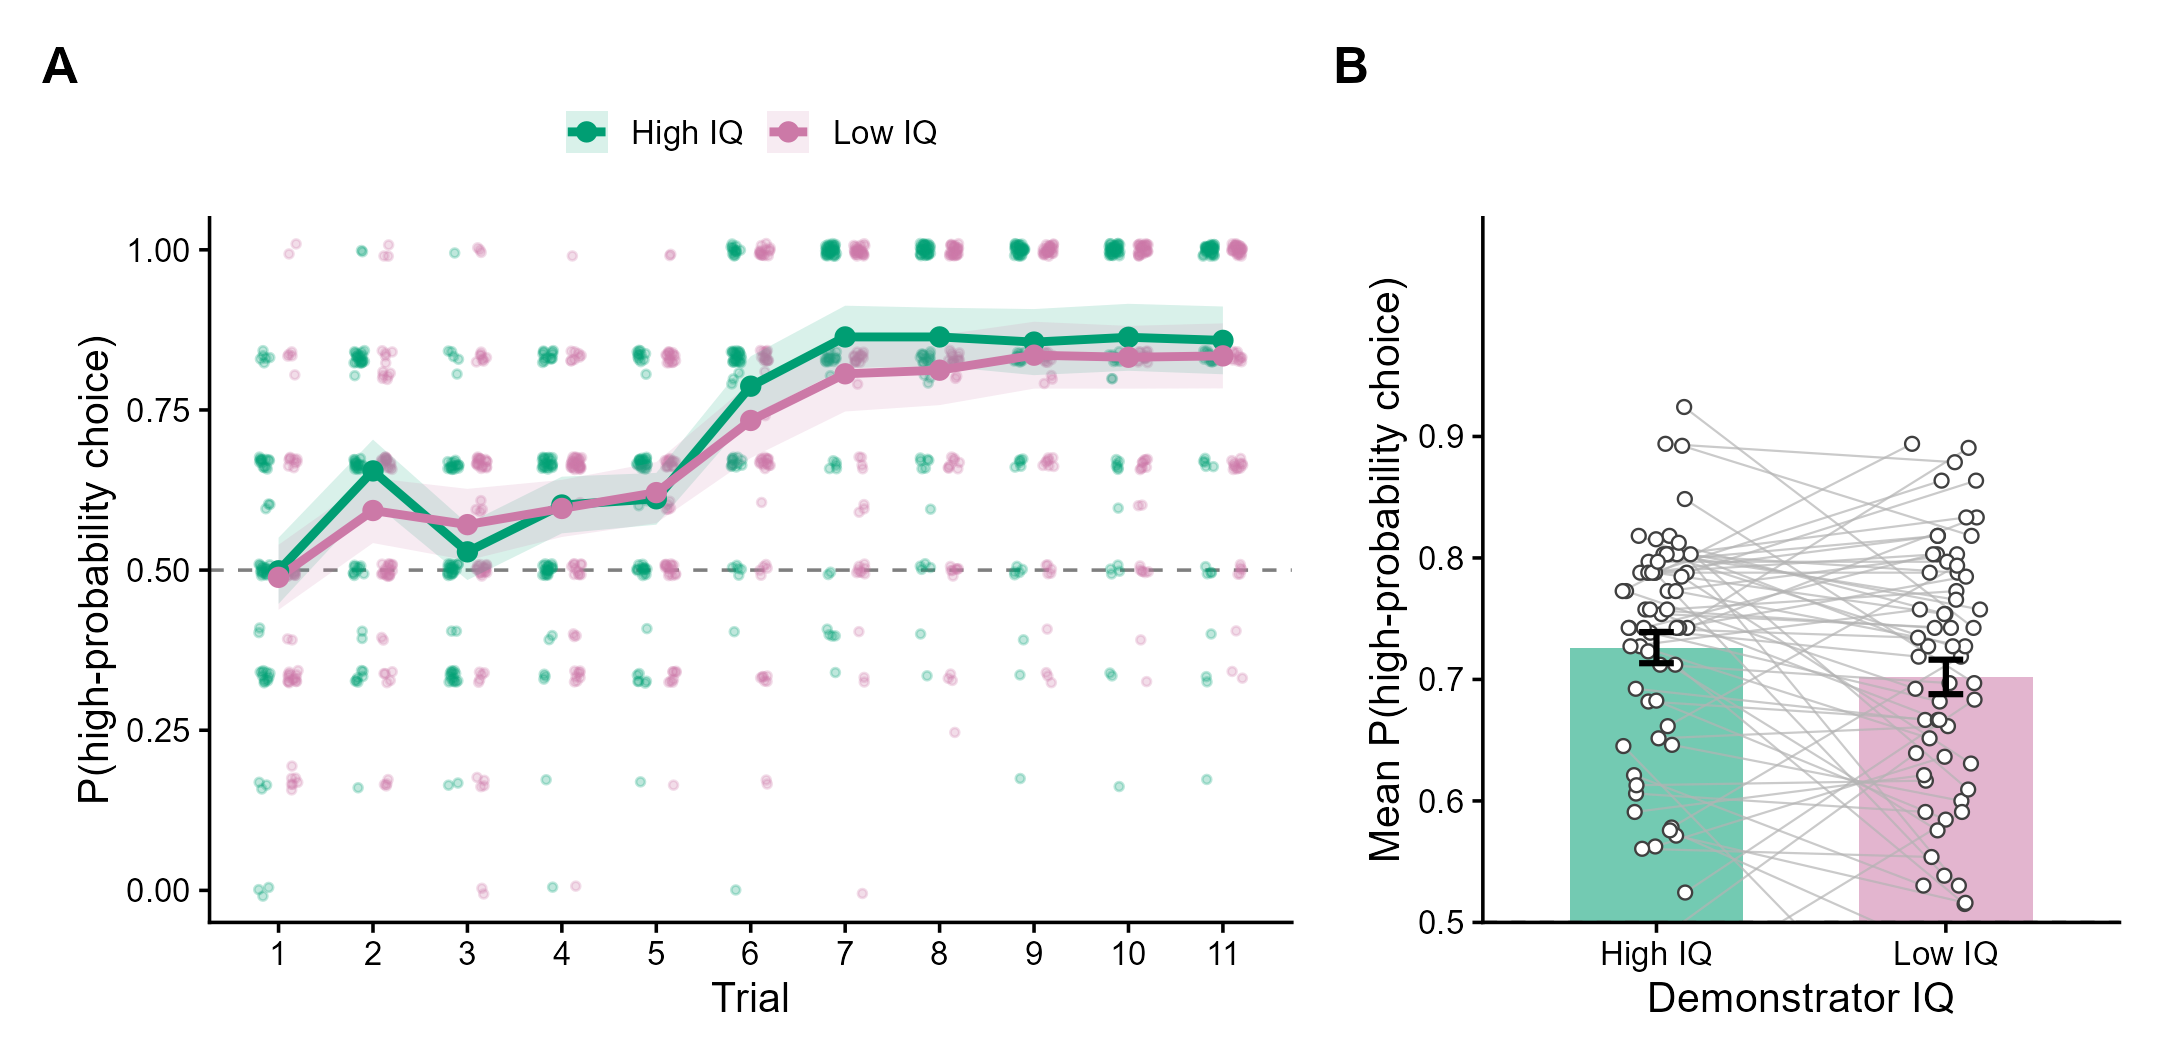 A
B
High IQ
Low IQ
P(high-probability choice)
1.00
0.75
0.50
0.25
0.00
1 2 3 4 5 6 7 8 9 10 11
Trial
Mean P(high-probability choice)
0.9
0.8
0.7
0.6
0.5
High IQ
Low IQ
Demonstrator IQ